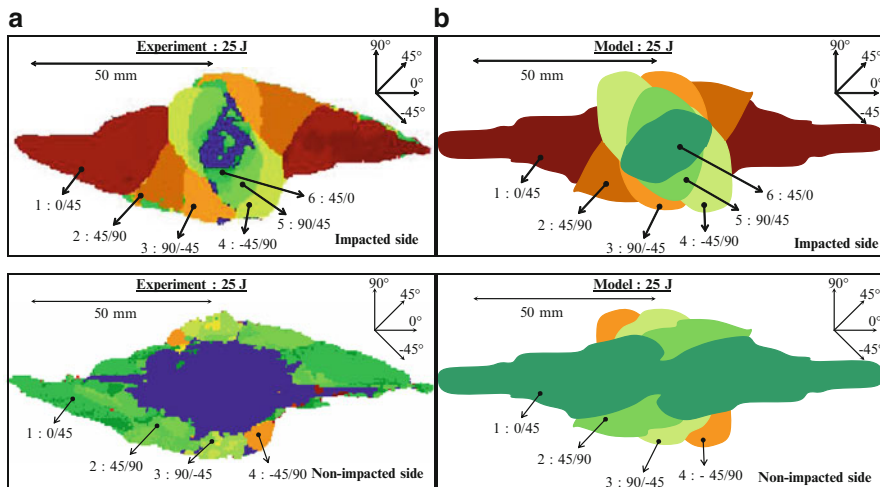 a
Experiment : 25 J
50 mm
90°
45°
0°
-45°
1 : 0/45
2 : 45/90
3 : 90/-45
4 : -45/90
5 : 90/45
6 : 45/0
Impacted side
b
Model : 25 J
50 mm
90°
45°
0°
-45°
1 : 0/45
2 : 45/90
3 : 90/-45
4 : -45/90
5 : 90/45
6 : 45/0
Impacted side
Experiment : 25 J
50 mm
90°
45°
0°
-45°
1 : 0/45
2 : 45/90
3 : 90/-45
4 : -45/90
Non-impacted side
Model : 25 J
50 mm
90°
45°
0°
-45°
1 : 0/45
2 : 45/90
3 : 90/-45
4 : - 45/90
Non-impacted side